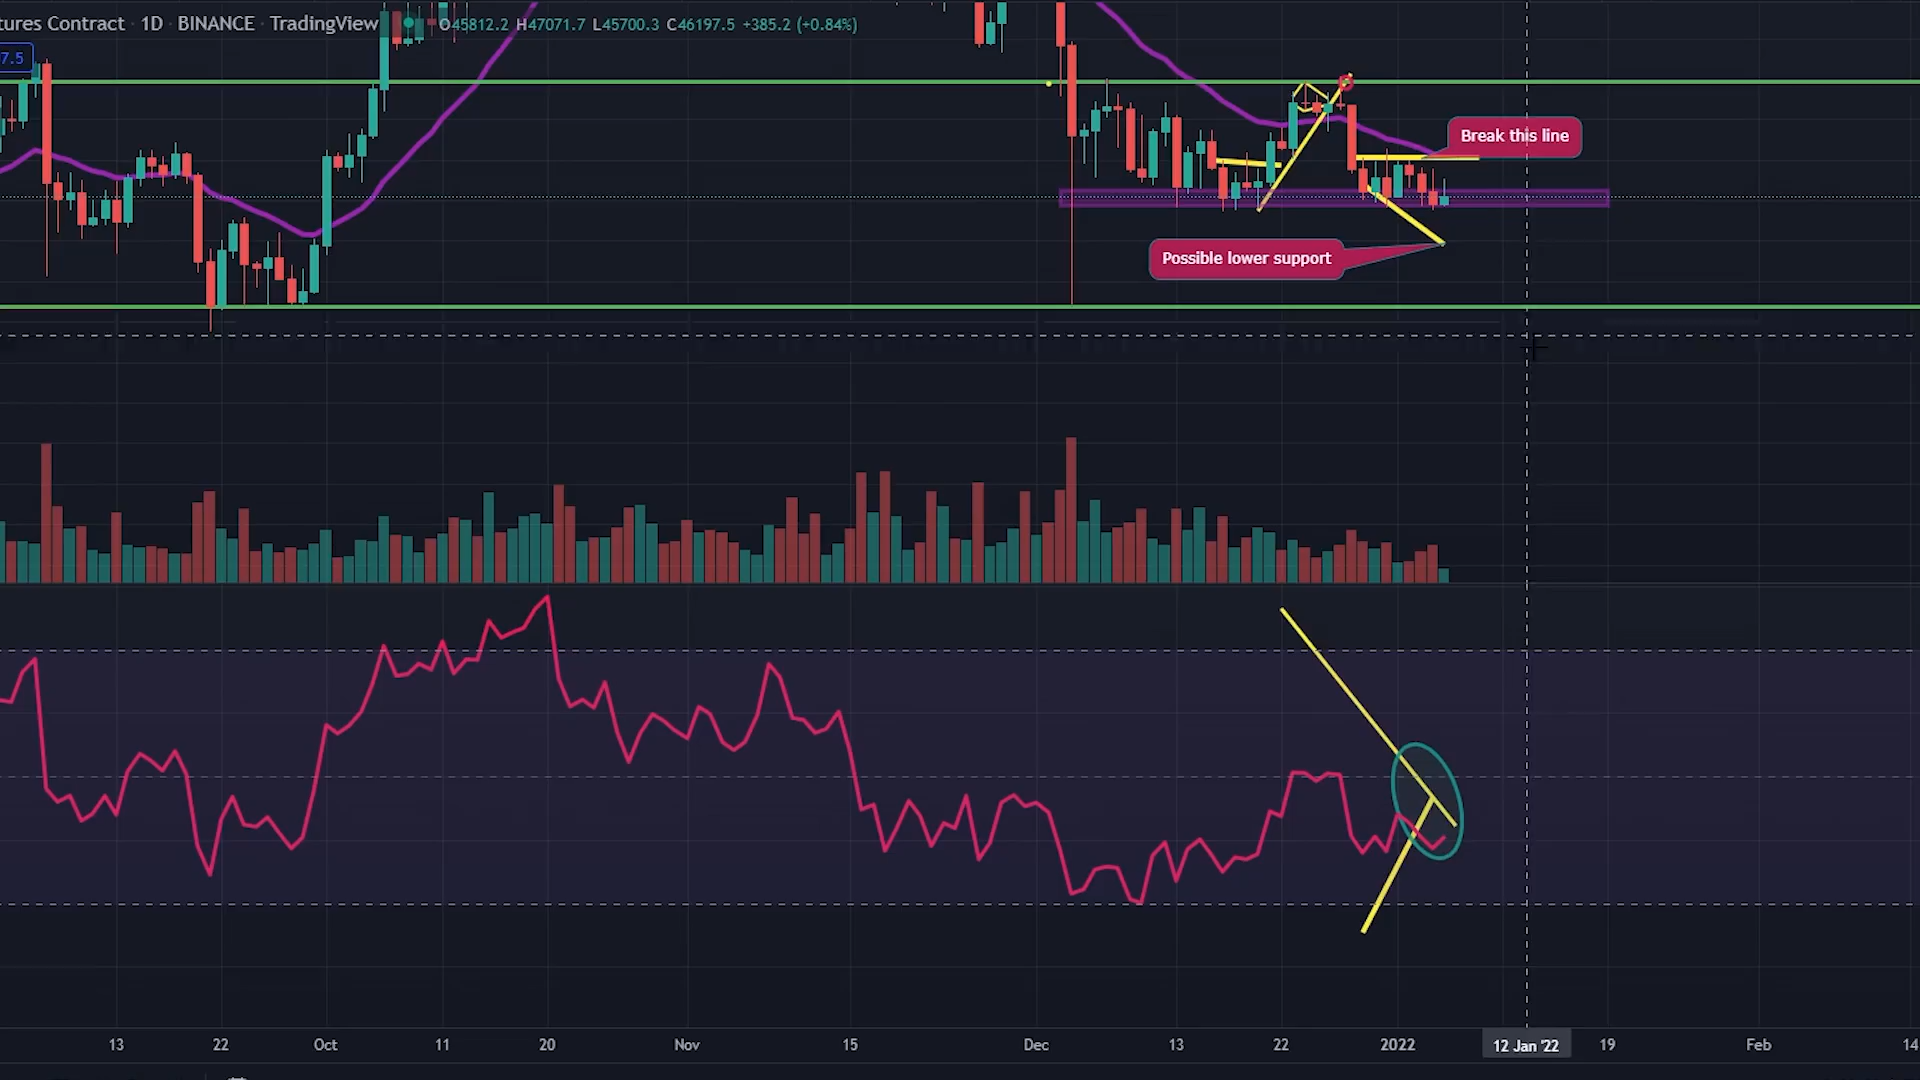 tures Contract · 1D · BINANCE · TradingView O45812.2 H47071.7 L45700.3 C46197.5 +385.2 (+0.84%)
7.5
Break this line
Possible lower support
13 22 Oct 11 20 Nov 15 Dec 13 22 2022 12 Jan '22 19 Feb 14